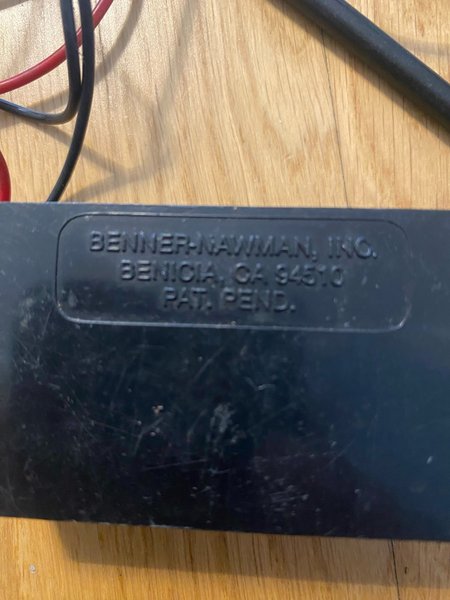 BENNER-NAWMAN, INC.
BENICIA, CA 94510
PAT. PEND.